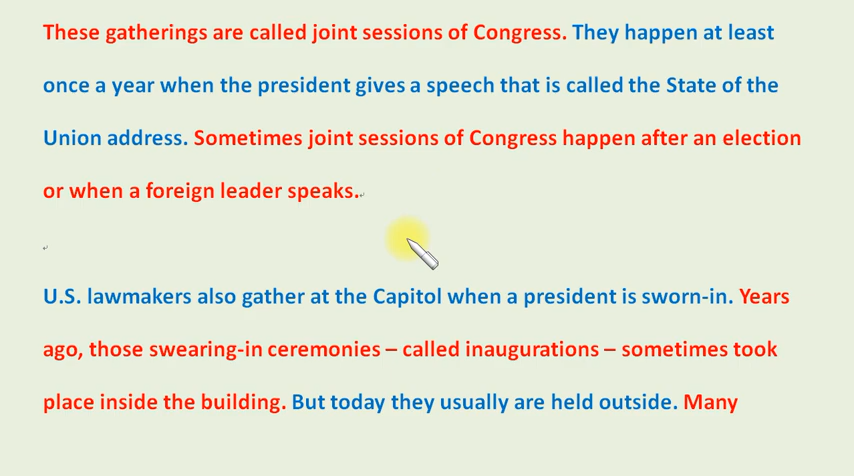 These gatherings are called joint sessions of Congress. They happen at least
once a year when the president gives a speech that is called the State of the
Union address. Sometimes joint sessions of Congress happen after an election
or when a foreign leader speaks.
U.S. lawmakers also gather at the Capitol when a president is sworn-in. Years
ago, those swearing-in ceremonies – called inaugurations – sometimes took
place inside the building. But today they usually are held outside. Many